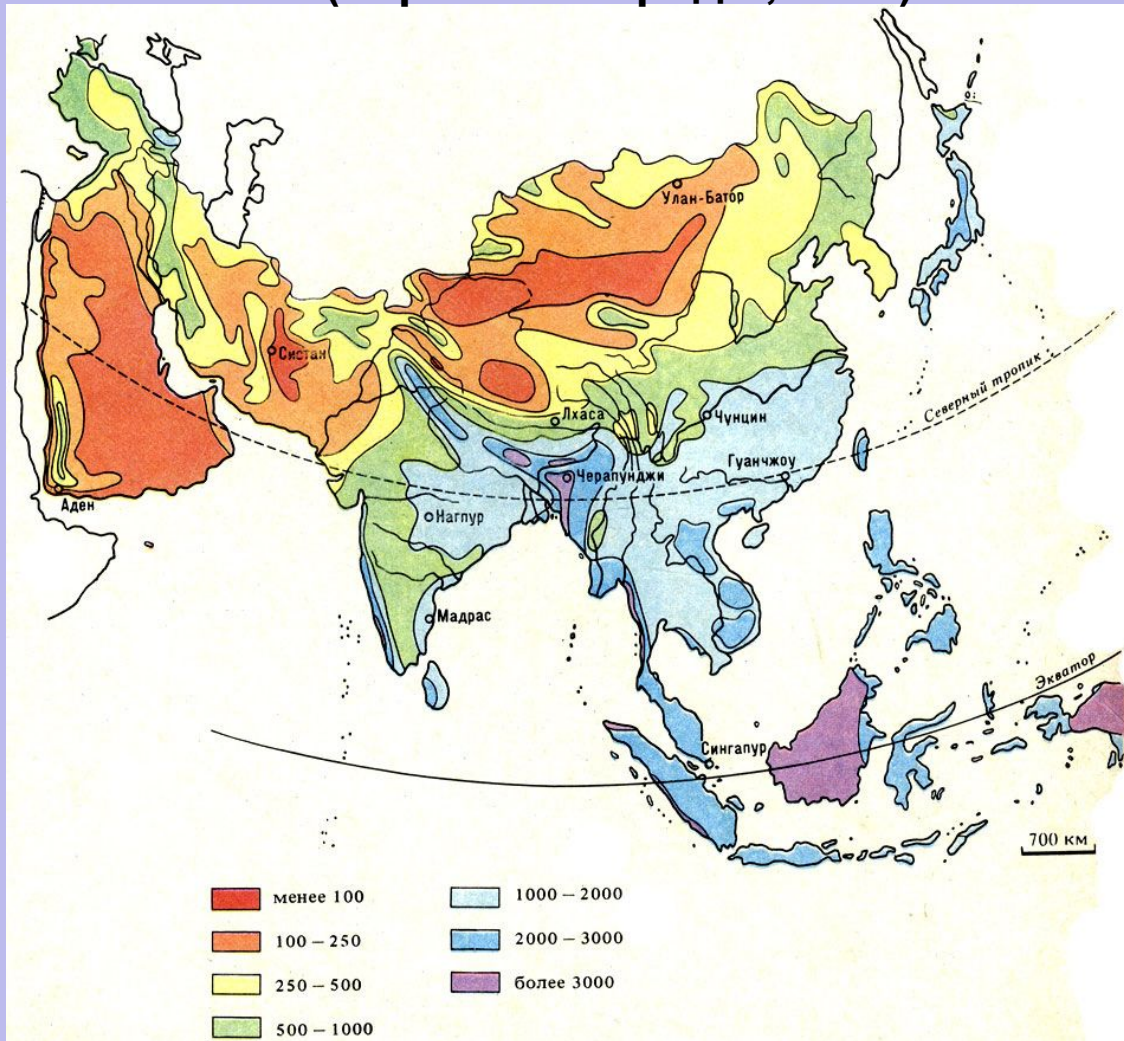 Улан-Батор
Систан
Лхаса
Чунцин
Северный тропик
Гуанчжоу
Черапунджи
Аден
Нагпур
Мадрас
Экватор
Сингапур
700 км
менее 100
100 – 250
250 – 500
500 – 1000
1000 – 2000
2000 – 3000
более 3000